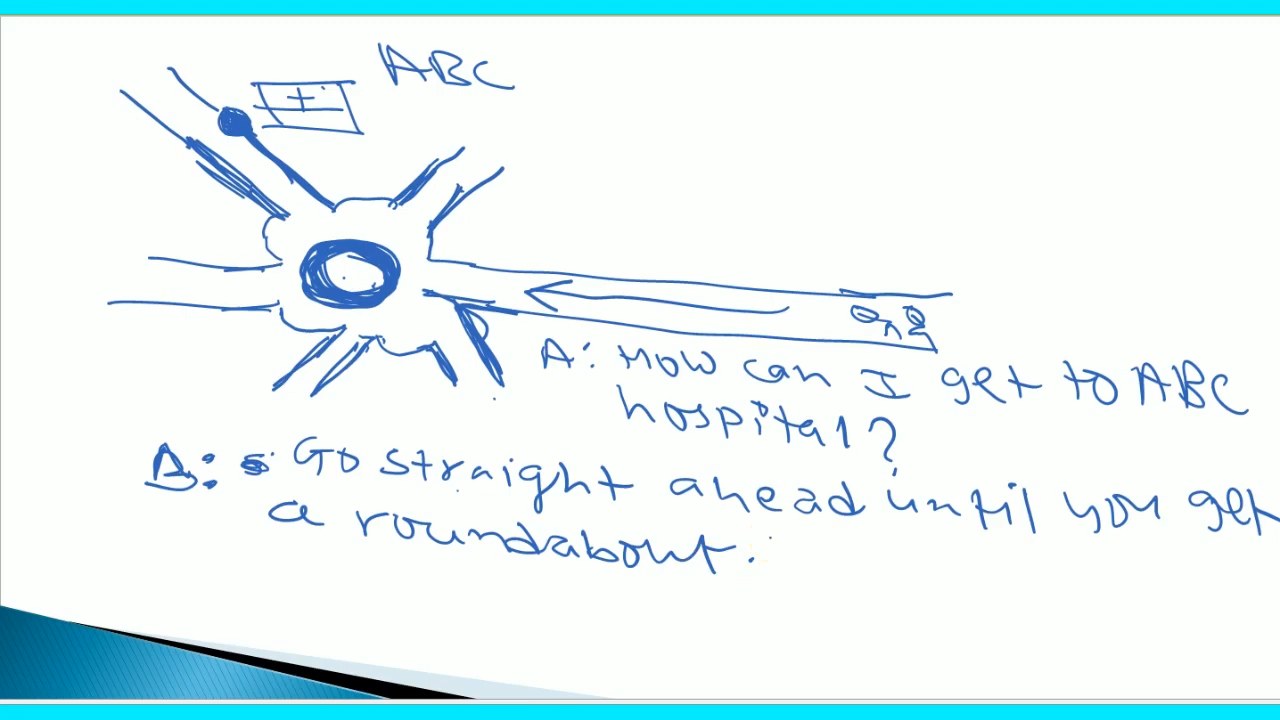 ABC
A: How can I get to ABC
hospital?
B: Go straight ahead until you get
a roundabout.